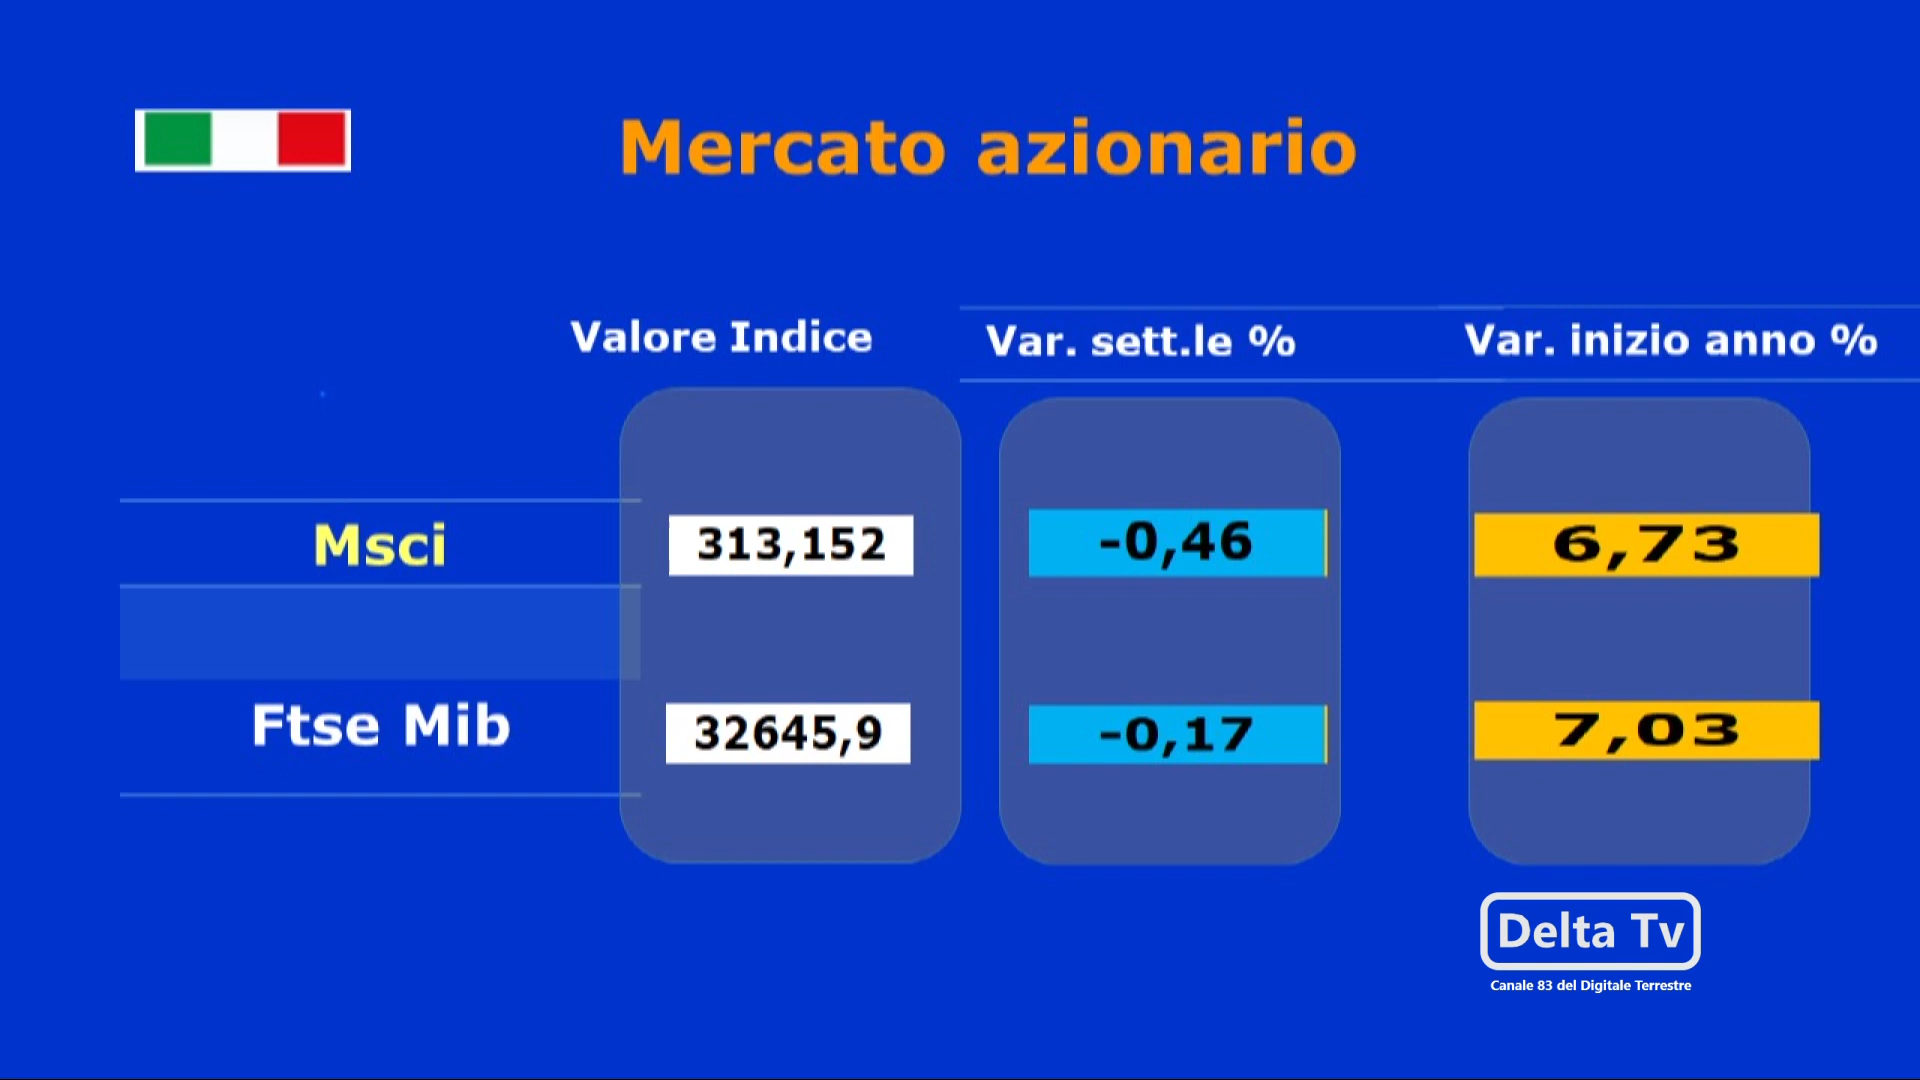 Mercato azionario
Valore Indice
Var. sett.le %
Var. inizio anno %
Msci
313,152
-0,46
6,73
Ftse Mib
32645,9
-0,17
7,03
Delta Tv
Canale 83 del Digitale Terrestre